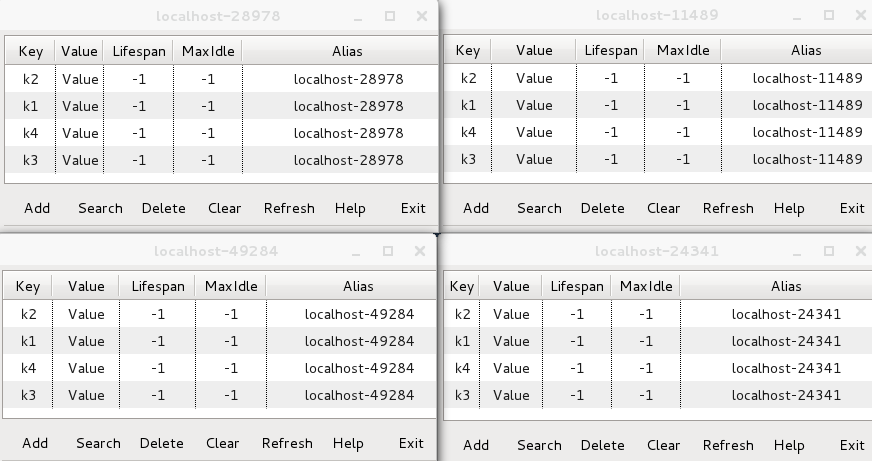 localhost-28978
Key Value Lifespan MaxIdle Alias
k2 Value -1 -1 localhost-28978
k1 Value -1 -1 localhost-28978
k4 Value -1 -1 localhost-28978
k3 Value -1 -1 localhost-28978
Add Search Delete Clear Refresh Help Exit
localhost-11489
Key Value Lifespan MaxIdle Alias
k2 Value -1 -1 localhost-11489
k1 Value -1 -1 localhost-11489
k4 Value -1 -1 localhost-11489
k3 Value -1 -1 localhost-11489
Add Search Delete Clear Refresh Help Exit
localhost-49284
Key Value Lifespan MaxIdle Alias
k2 Value -1 -1 localhost-49284
k1 Value -1 -1 localhost-49284
k4 Value -1 -1 localhost-49284
k3 Value -1 -1 localhost-49284
Add Search Delete Clear Refresh Help Exit
localhost-24341
Key Value Lifespan MaxIdle Alias
k2 Value -1 -1 localhost-24341
k1 Value -1 -1 localhost-24341
k4 Value -1 -1 localhost-24341
k3 Value -1 -1 localhost-24341
Add Search Delete Clear Refresh Help Exit